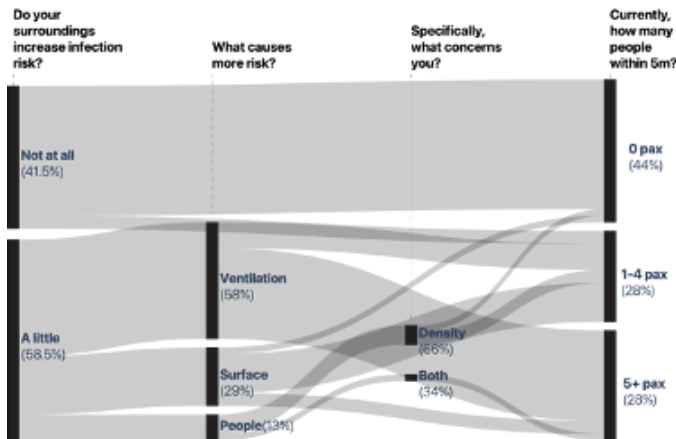 Do your
surroundings
increase infection
risk?
What causes
more risk?
Specifically,
what concerns
you?
Currently,
how many
people
within 5m?
Not at all
(41.5%)
0 pax
(44%)
Ventilation
(58%)
1-4 pax
(28%)
A little
(58.5%)
Density
(66%)
Surface
(29%)
Both
(34%)
5+ pax
(28%)
People(13%)